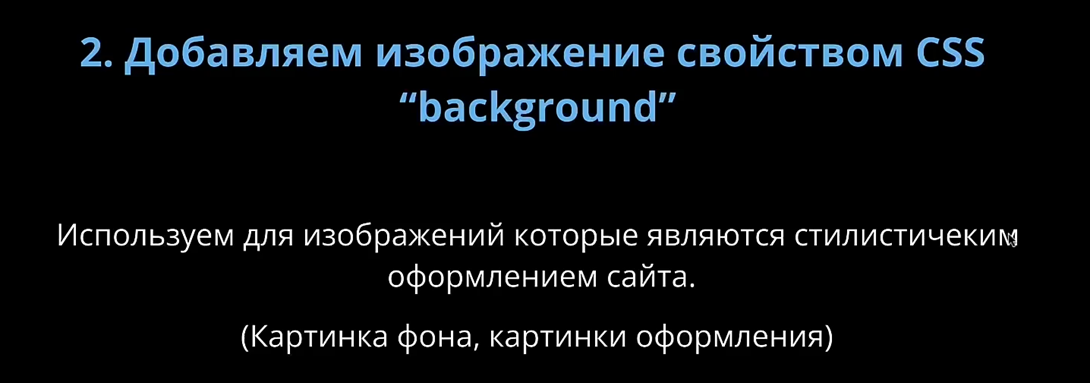 2. Добавляем изображение свойством CSS
“background”
Используем для изображений которые являются стилистичеким
оформлением сайта.
(Картинка фона, картинки оформления)